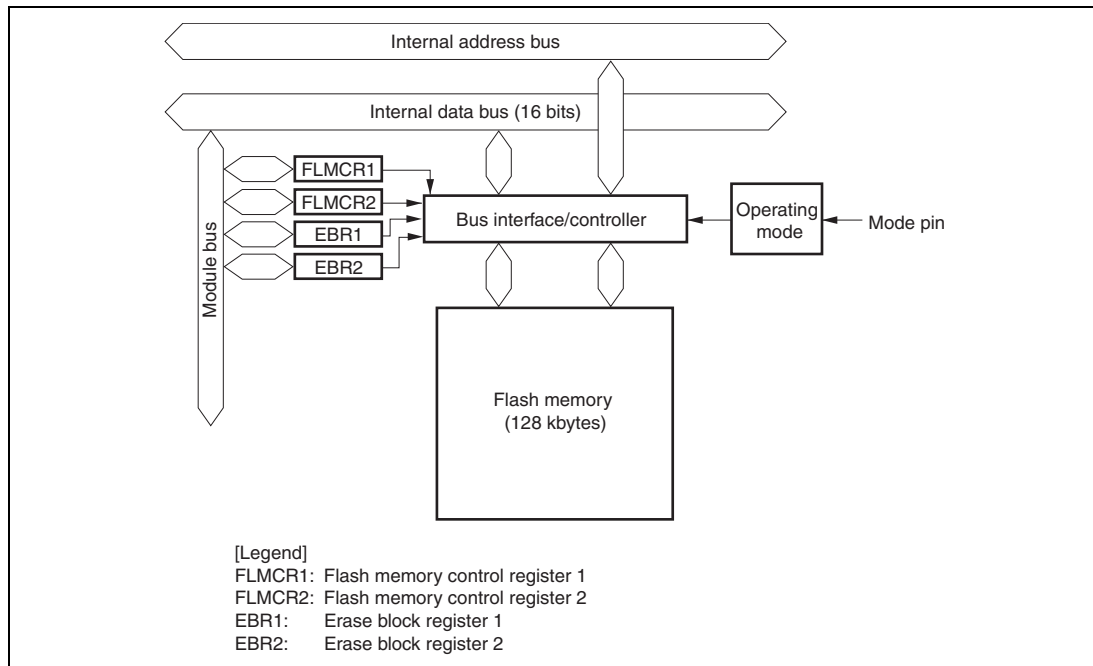 Internal address bus
Internal data bus (16 bits)
Module bus
FLMCR1
FLMCR2
EBR1
EBR2
Bus interface/controller
Operating
mode
Mode pin
Flash memory
(128 kbytes)
[Legend]
FLMCR1: Flash memory control register 1
FLMCR2: Flash memory control register 2
EBR1: Erase block register 1
EBR2: Erase block register 2